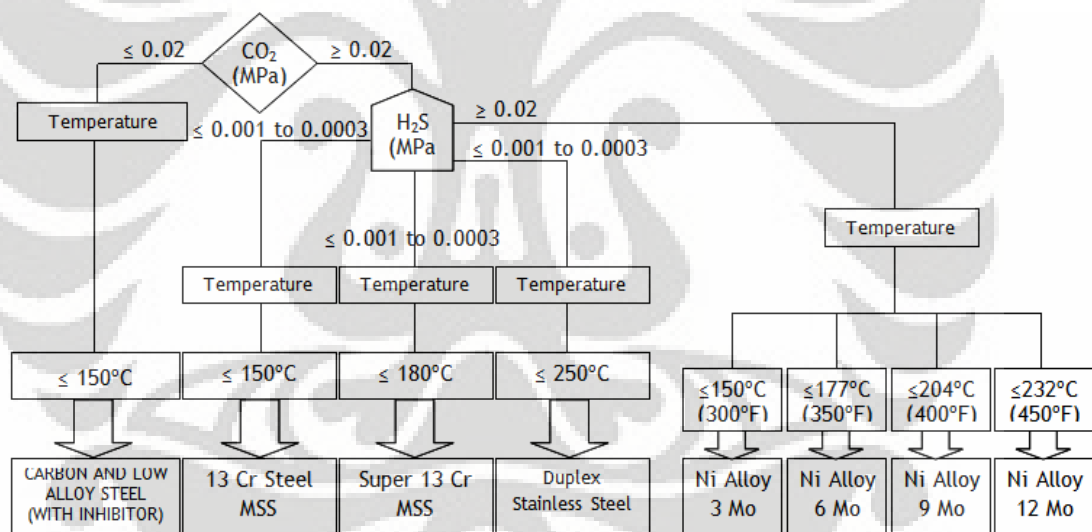 ≤ 0.02
CO₂
(MPa)
≥ 0.02
Temperature
≤ 0.001 to 0.0003
H₂S
(MPa
≥ 0.02
≤ 0.001 to 0.0003
≤ 0.001 to 0.0003
Temperature
Temperature
Temperature
Temperature
≤ 150°C
≤ 150°C
≤ 180°C
≤ 250°C
≤150°C
(300°F)
≤177°C
(350°F)
≤204°C
(400°F)
≤232°C
(450°F)
CARBON AND LOW
ALLOY STEEL
(WITH INHIBITOR)
13 Cr Steel
MSS
Super 13 Cr
MSS
Duplex
Stainless Steel
Ni Alloy
3 Mo
Ni Alloy
6 Mo
Ni Alloy
9 Mo
Ni Alloy
12 Mo